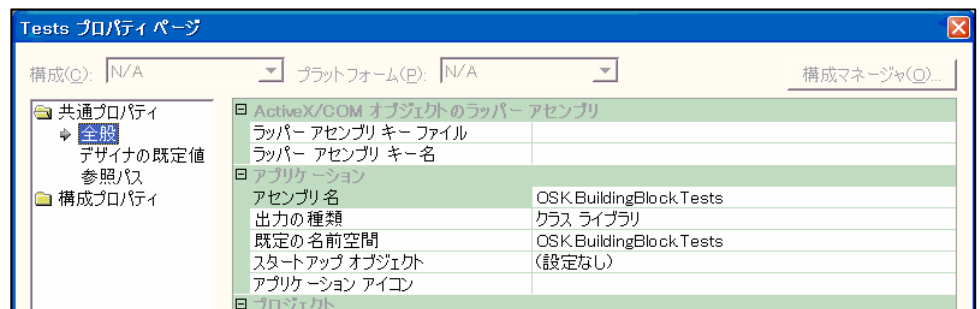 Tests プロパティ ページ
構成(C): N/A プラットフォーム(P): N/A 構成マネージャ(O)...
共通プロパティ
全般
デザイナの既定値
参照パス
構成プロパティ
ActiveX/COM オブジェクトのラッパー アセンブリ
ラッパー アセンブリ キー ファイル
ラッパー アセンブリ キー名
アプリケーション
アセンブリ名 OSK.BuildingBlock.Tests
出力の種類 クラス ライブラリ
既定の名前空間 OSK.BuildingBlock.Tests
スタートアップ オブジェクト (設定なし)
アプリケーション アイコン
プロジェクト